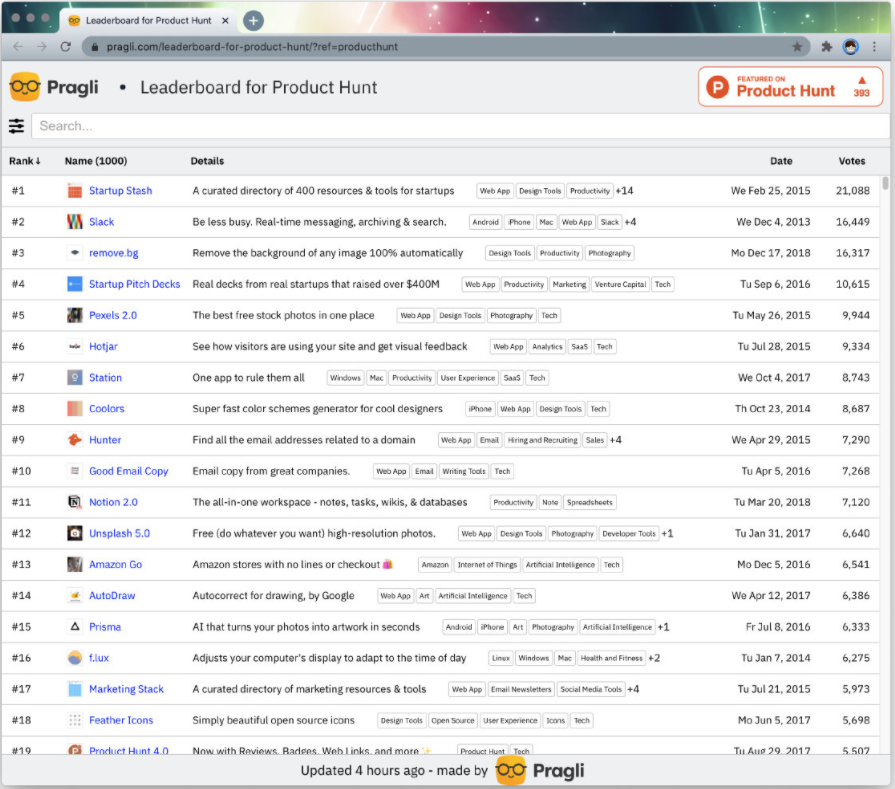 Leaderboard for Product Hunt
pragli.com/leaderboard-for-product-hunt/?ref=producthunt
Pragli • Leaderboard for Product Hunt
FEATURED ON
Product Hunt
393
Search...
Rank↓ Name (1000) Details Date Votes
#1 Startup Stash A curated directory of 400 resources & tools for startups Web App Design Tools Productivity +14 We Feb 25, 2015 21,088
#2 Slack Be less busy. Real-time messaging, archiving & search. Android iPhone Mac Web App Slack +4 We Dec 4, 2013 16,449
#3 remove.bg Remove the background of any image 100% automatically Design Tools Productivity Photography Mo Dec 17, 2018 16,317
#4 Startup Pitch Decks Real decks from real startups that raised over $400M Web App Productivity Marketing Venture Capital Tech Tu Sep 6, 2016 10,615
#5 Pexels 2.0 The best free stock photos in one place Web App Design Tools Photography Tech Tu May 26, 2015 9,944
#6 Hotjar See how visitors are using your site and get visual feedback Web App Analytics SaaS Tech Tu Jul 28, 2015 9,334
#7 Station One app to rule them all Windows Mac Productivity User Experience SaaS Tech We Oct 4, 2017 8,743
#8 Coolors Super fast color schemes generator for cool designers iPhone Web App Design Tools Tech Th Oct 23, 2014 8,687
#9 Hunter Find all the email addresses related to a domain Web App Email Hiring and Recruiting Sales +4 We Apr 29, 2015 7,290
#10 Good Email Copy Email copy from great companies. Web App Email Writing Tools Tech Tu Apr 5, 2016 7,268
#11 Notion 2.0 The all-in-one workspace - notes, tasks, wikis, & databases Productivity Note Spreadsheets Tu Mar 20, 2018 7,120
#12 Unsplash 5.0 Free (do whatever you want) high-resolution photos. Web App Design Tools Photography Developer Tools +1 Tu Jan 31, 2017 6,640
#13 Amazon Go Amazon stores with no lines or checkout 🛍️ Amazon Internet of Things Artificial Intelligence Tech Mo Dec 5, 2016 6,541
#14 AutoDraw Autocorrect for drawing, by Google Web App Art Artificial Intelligence Tech We Apr 12, 2017 6,386
#15 Prisma AI that turns your photos into artwork in seconds Android iPhone Art Photography Artificial Intelligence +1 Fr Jul 8, 2016 6,333
#16 f.lux Adjusts your computer's display to adapt to the time of day Linux Windows Mac Health and Fitness +2 Tu Jan 7, 2014 6,275
#17 Marketing Stack A curated directory of marketing resources & tools Web App Email Newsletters Social Media Tools +4 Tu Jul 21, 2015 5,973
#18 Feather Icons Simply beautiful open source icons Design Tools Open Source User Experience Icons Tech Mo Jun 5, 2017 5,698
#19 Product Hunt 4.0 Now with Reviews, Badges, Web Links, and more ✨ Product Hunt Tech Tu Aug 29, 2017 5,507
Updated 4 hours ago - made by Pragli